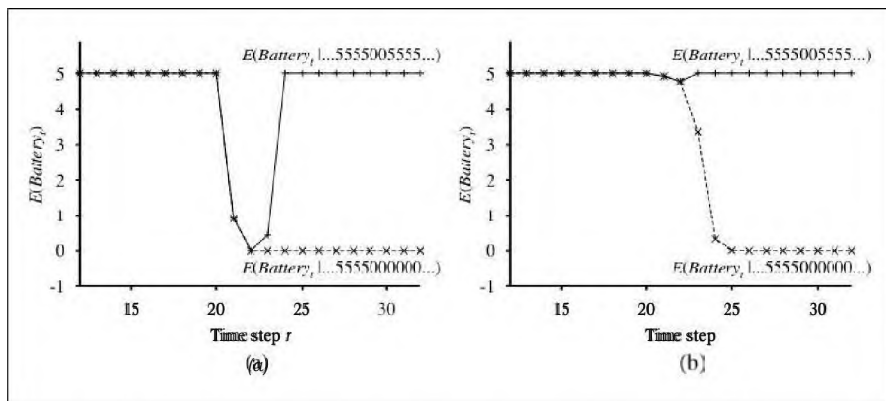 E(Battery_t |...5555005555...)
5
4
3
2
1
0
-1
E(Battery_t)
E(Battery_t |...5555000000...)
15 20 25 30
Time step t
(a)
E(Battery_t |...5555005555...)
5
4
3
2
1
0
-1
E(Battery_t)
E(Battery_t |...5555000000...)
15 20 25 30
Time step
(b)